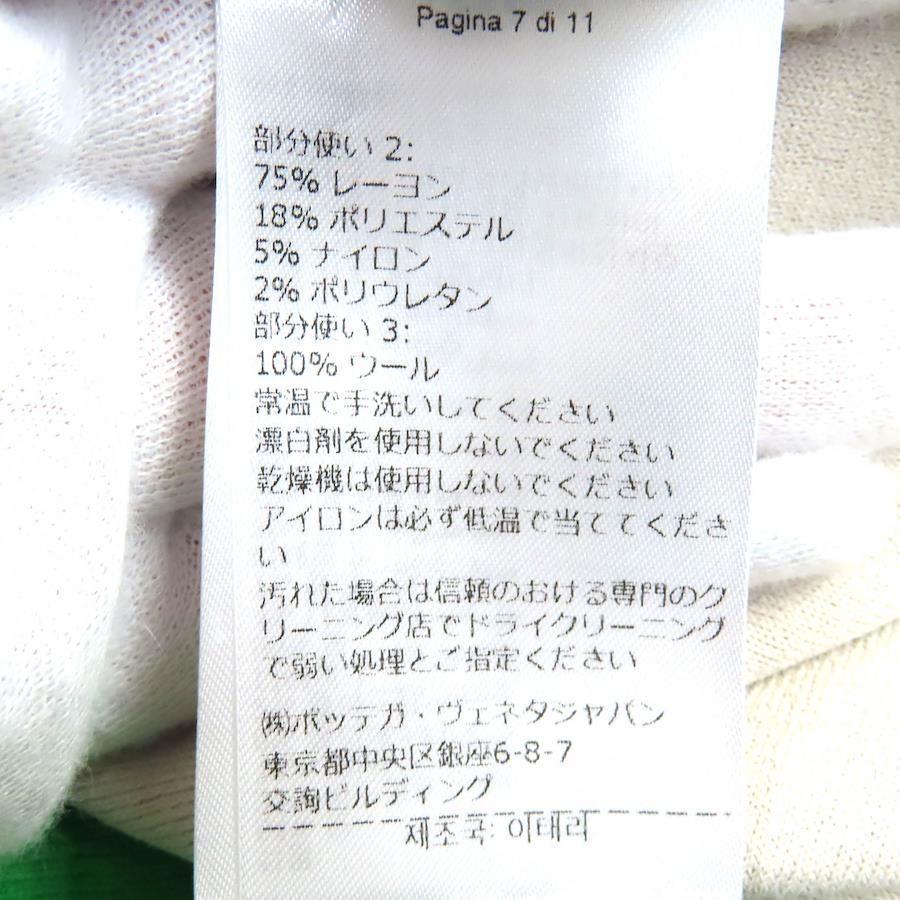 Pagina 7 di 11
部分使い 2:
75% レーヨン
18% ポリエステル
5% ナイロン
2% ポリウレタン
部分使い 3:
100% ウール
常温で手洗いしてください
漂白剤を使用しないでください
乾燥機は使用しないでください
アイロンは必ず低温で当ててくださ
い
汚れた場合は信頼のおける専門のク
リーニング店でドライクリーニング
で弱い処理とご指定ください
㈱ボッテガ・ヴェネタジャパン
東京都中央区銀座6-8-7
交詢ビルディング
제조국: 이태리